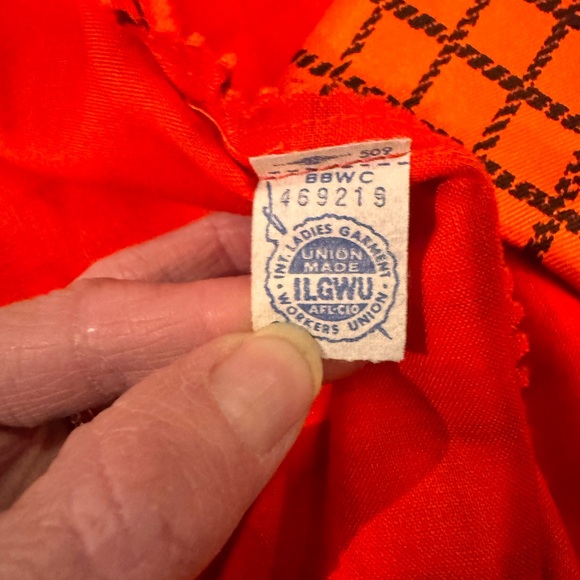 509
BBWC
469219
INT. LADIES GARMENT
UNION
MADE
ILGWU
AFL-CIO
WORKERS UNION